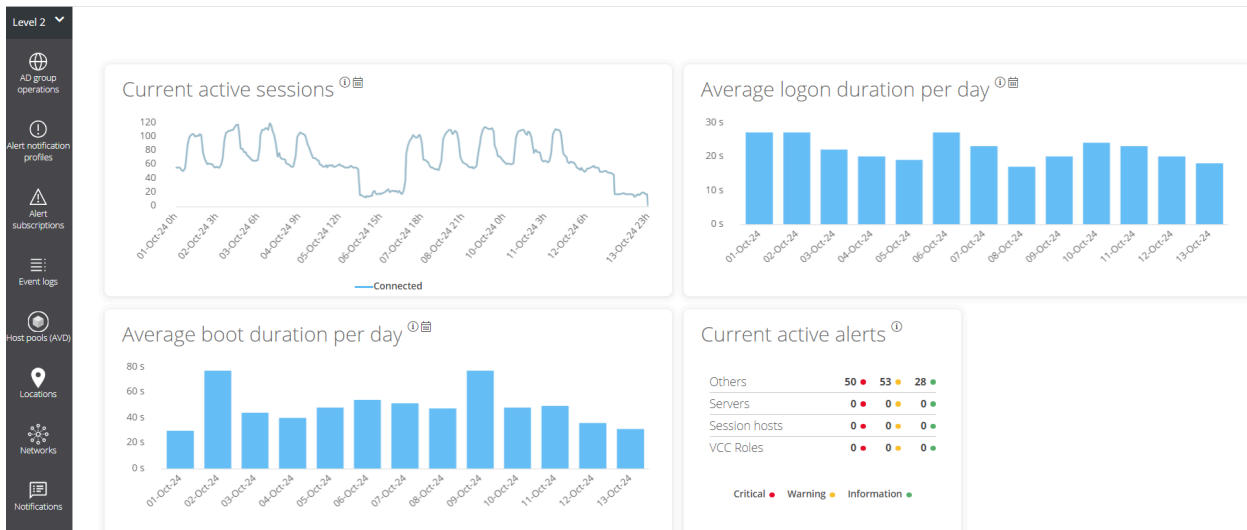 Level 2
AD group
operations
Alert notification
profiles
Alert
subscriptions
Event logs
Host pools (AVD)
Locations
Networks
Notifications
Current active sessions
120
100
80
60
40
20
0
01-Oct-24 0h
02-Oct-24 3h
03-Oct-24 6h
04-Oct-24 9h
05-Oct-24 12h
06-Oct-24 15h
07-Oct-24 18h
08-Oct-24 21h
10-Oct-24 0h
11-Oct-24 3h
12-Oct-24 6h
13-Oct-24 23h
Connected
Average logon duration per day
30 s
20 s
10 s
0 s
01-Oct-24
02-Oct-24
03-Oct-24
04-Oct-24
05-Oct-24
06-Oct-24
07-Oct-24
08-Oct-24
09-Oct-24
10-Oct-24
11-Oct-24
12-Oct-24
13-Oct-24
Average boot duration per day
80 s
60 s
40 s
20 s
0 s
01-Oct-24
02-Oct-24
03-Oct-24
04-Oct-24
05-Oct-24
06-Oct-24
07-Oct-24
08-Oct-24
09-Oct-24
10-Oct-24
11-Oct-24
12-Oct-24
13-Oct-24
Current active alerts
Others 50 53 28
Servers 0 0 0
Session hosts 0 0 0
VCC Roles 0 0 0
Critical Warning Information